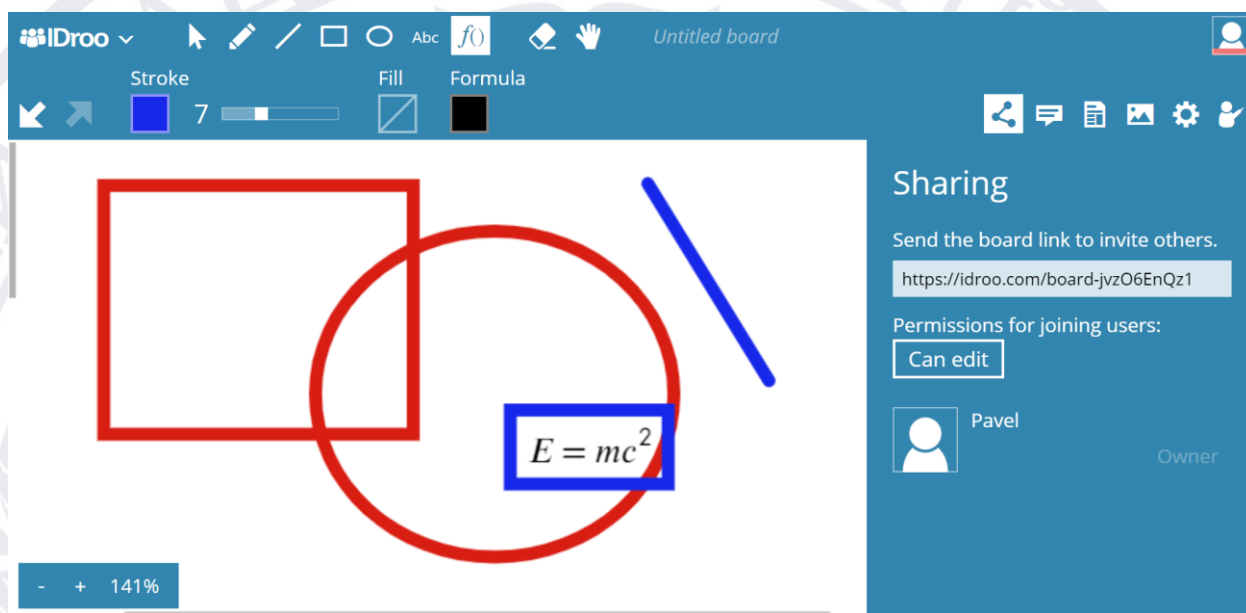 IDroo
Abc f() Untitled board
Stroke Fill Formula
7
Sharing
Send the board link to invite others.
https://idroo.com/board-jvzO6EnQz1
Permissions for joining users:
Can edit
Pavel
Owner
E = mc²
- + 141%